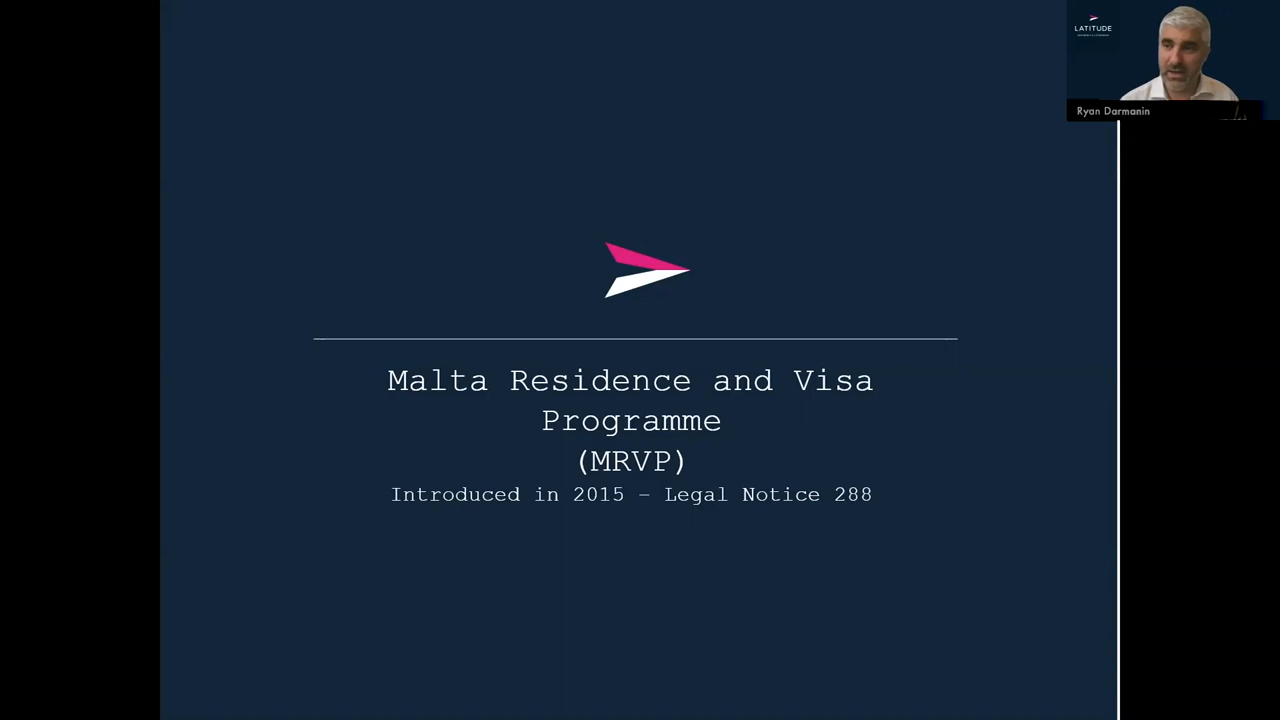 LATITUDE
Ryan Darmanin
Malta Residence and Visa
Programme
(MRVP)
Introduced in 2015 – Legal Notice 288